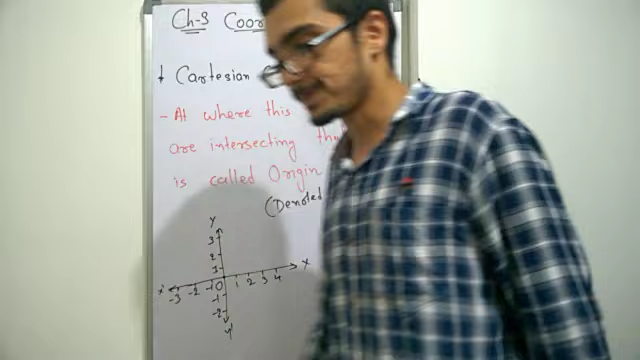 Ch-3 Coor
Cartesian
- At where this
are intersecting tha
is called Origin
(Denoted
Y
3
2
1
X' -3 -2 -1 0 1 2 3 4 X
-1
-2
Y'